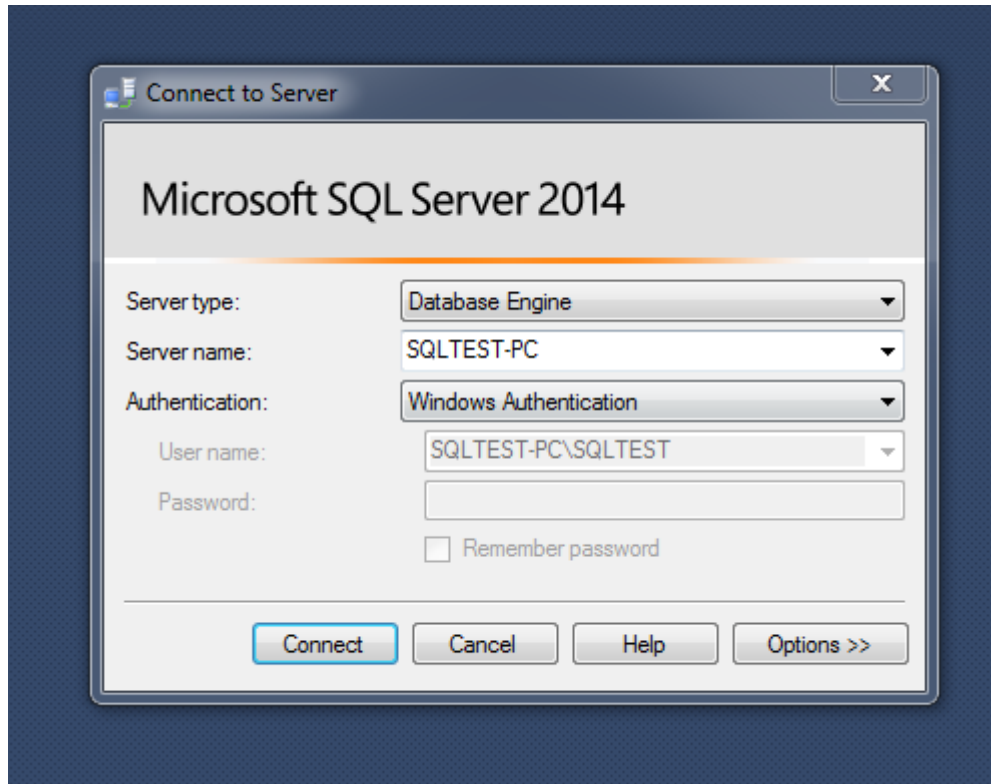 Connect to Server
Microsoft SQL Server 2014
Server type: Database Engine
Server name: SQLTEST-PC
Authentication: Windows Authentication
User name: SQLTEST-PC\SQLTEST
Password:
Remember password
Connect Cancel Help Options >>